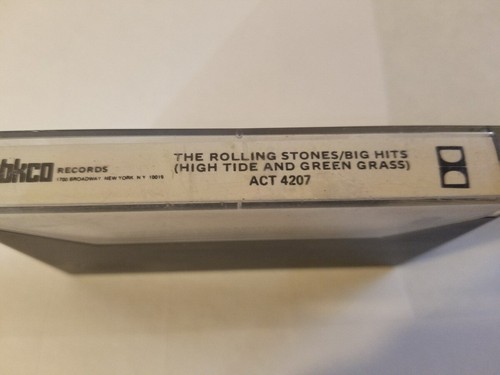 bkco RECORDS
1700 BROADWAY, NEW YORK, N.Y. 10019
THE ROLLING STONES/BIG HITS
(HIGH TIDE AND GREEN GRASS)
ACT 4207